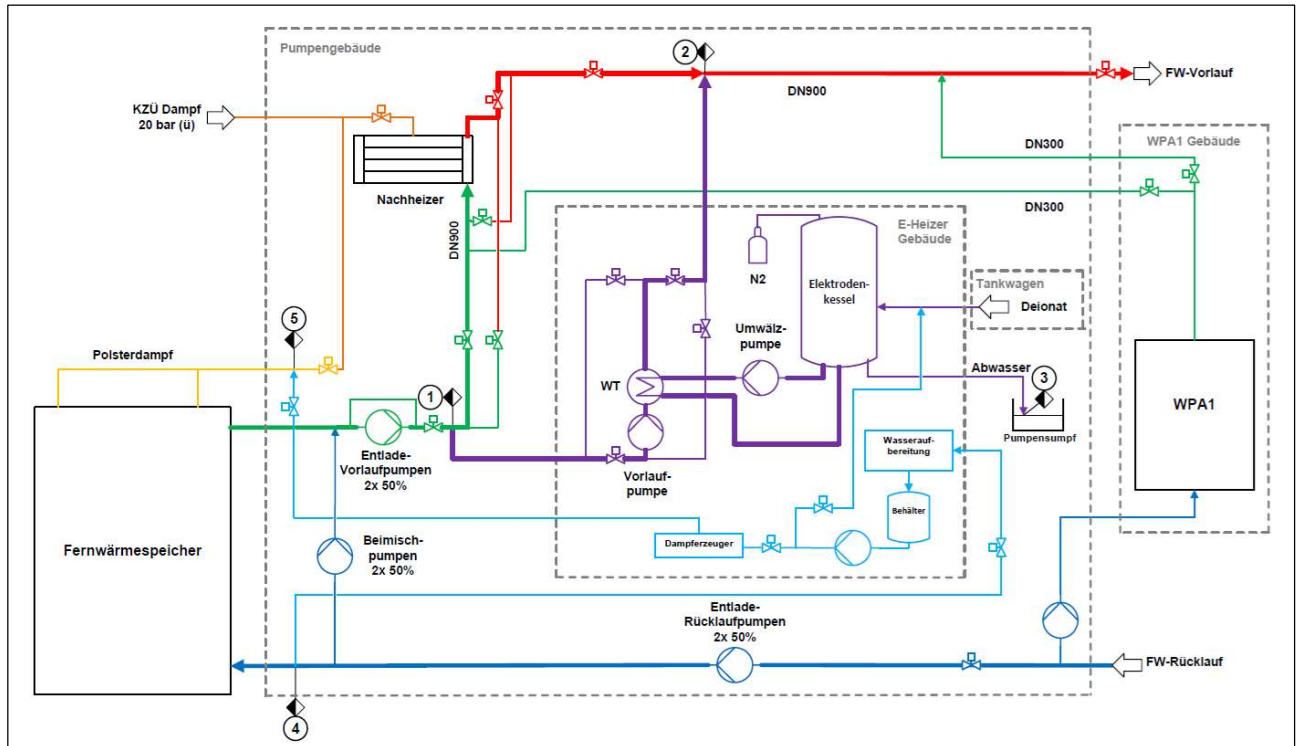 Pumpengebäude
2
FW-Vorlauf
DN900
KZÜ Dampf
20 bar (ü)
DN300
WPA1 Gebäude
Nachheizer
DN300
DN900
E-Heizer
Gebäude
N2
Elektroden-
kessel
Tankwagen
Deionat
5
Polsterdampf
Umwälz-
pumpe
WT
Abwasser
3
1
WPA1
Pumpensumpf
Entlade-
Vorlaufpumpen
2x 50%
Vorlauf-
pumpe
Wasserauf-
bereitung
Behälter
Fernwärmespeicher
Beimisch-
pumpen
2x 50%
Dampferzeuger
Entlade-
Rücklaufpumpen
2x 50%
FW-Rücklauf
4